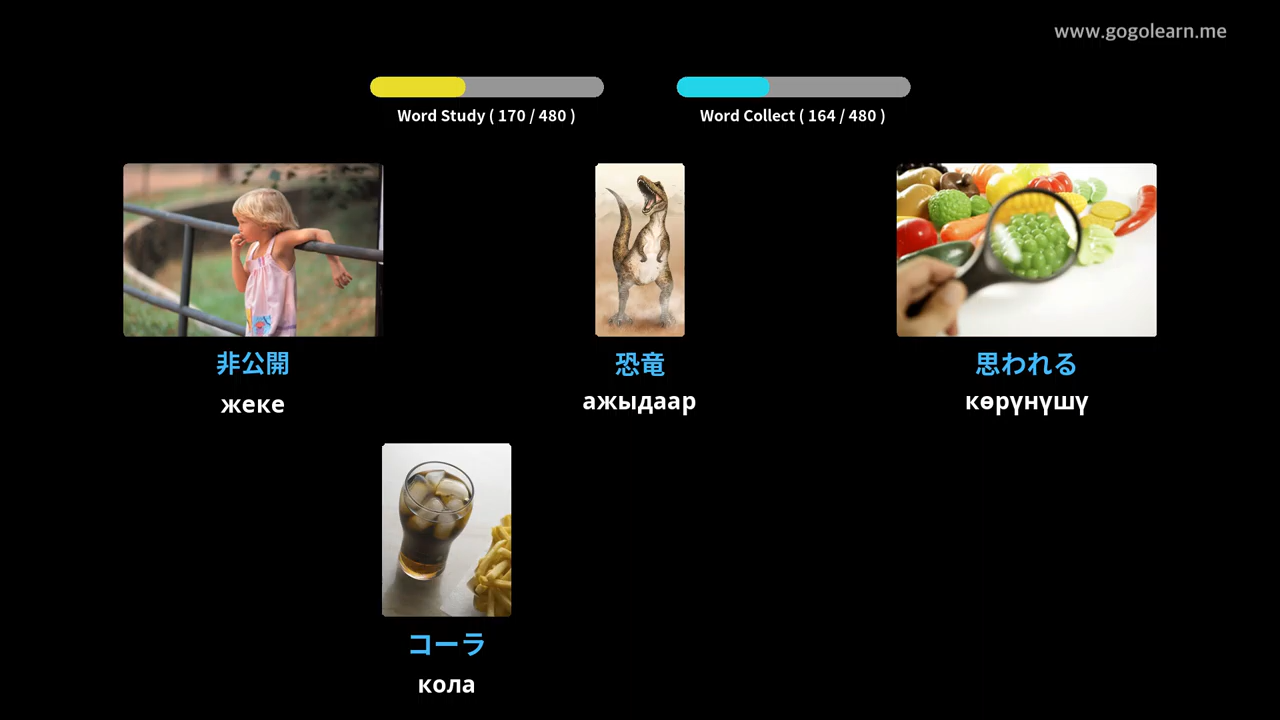 www.gogolearn.me
Word Study ( 170 / 480 )
Word Collect ( 164 / 480 )
非公開
жеке
恐竜
ажыдаар
思われる
көрүнүшү
コーラ
кола